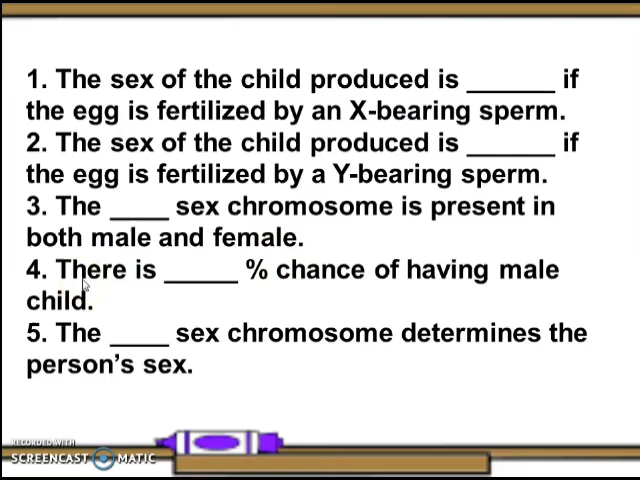 1. The sex of the child produced is ______ if
the egg is fertilized by an X-bearing sperm.
2. The sex of the child produced is ______ if
the egg is fertilized by a Y-bearing sperm.
3. The ____ sex chromosome is present in
both male and female.
4. There is _____ % chance of having male
child.
5. The ____ sex chromosome determines the
person's sex.
RECORDED WITH
SCREENCAST MATIC